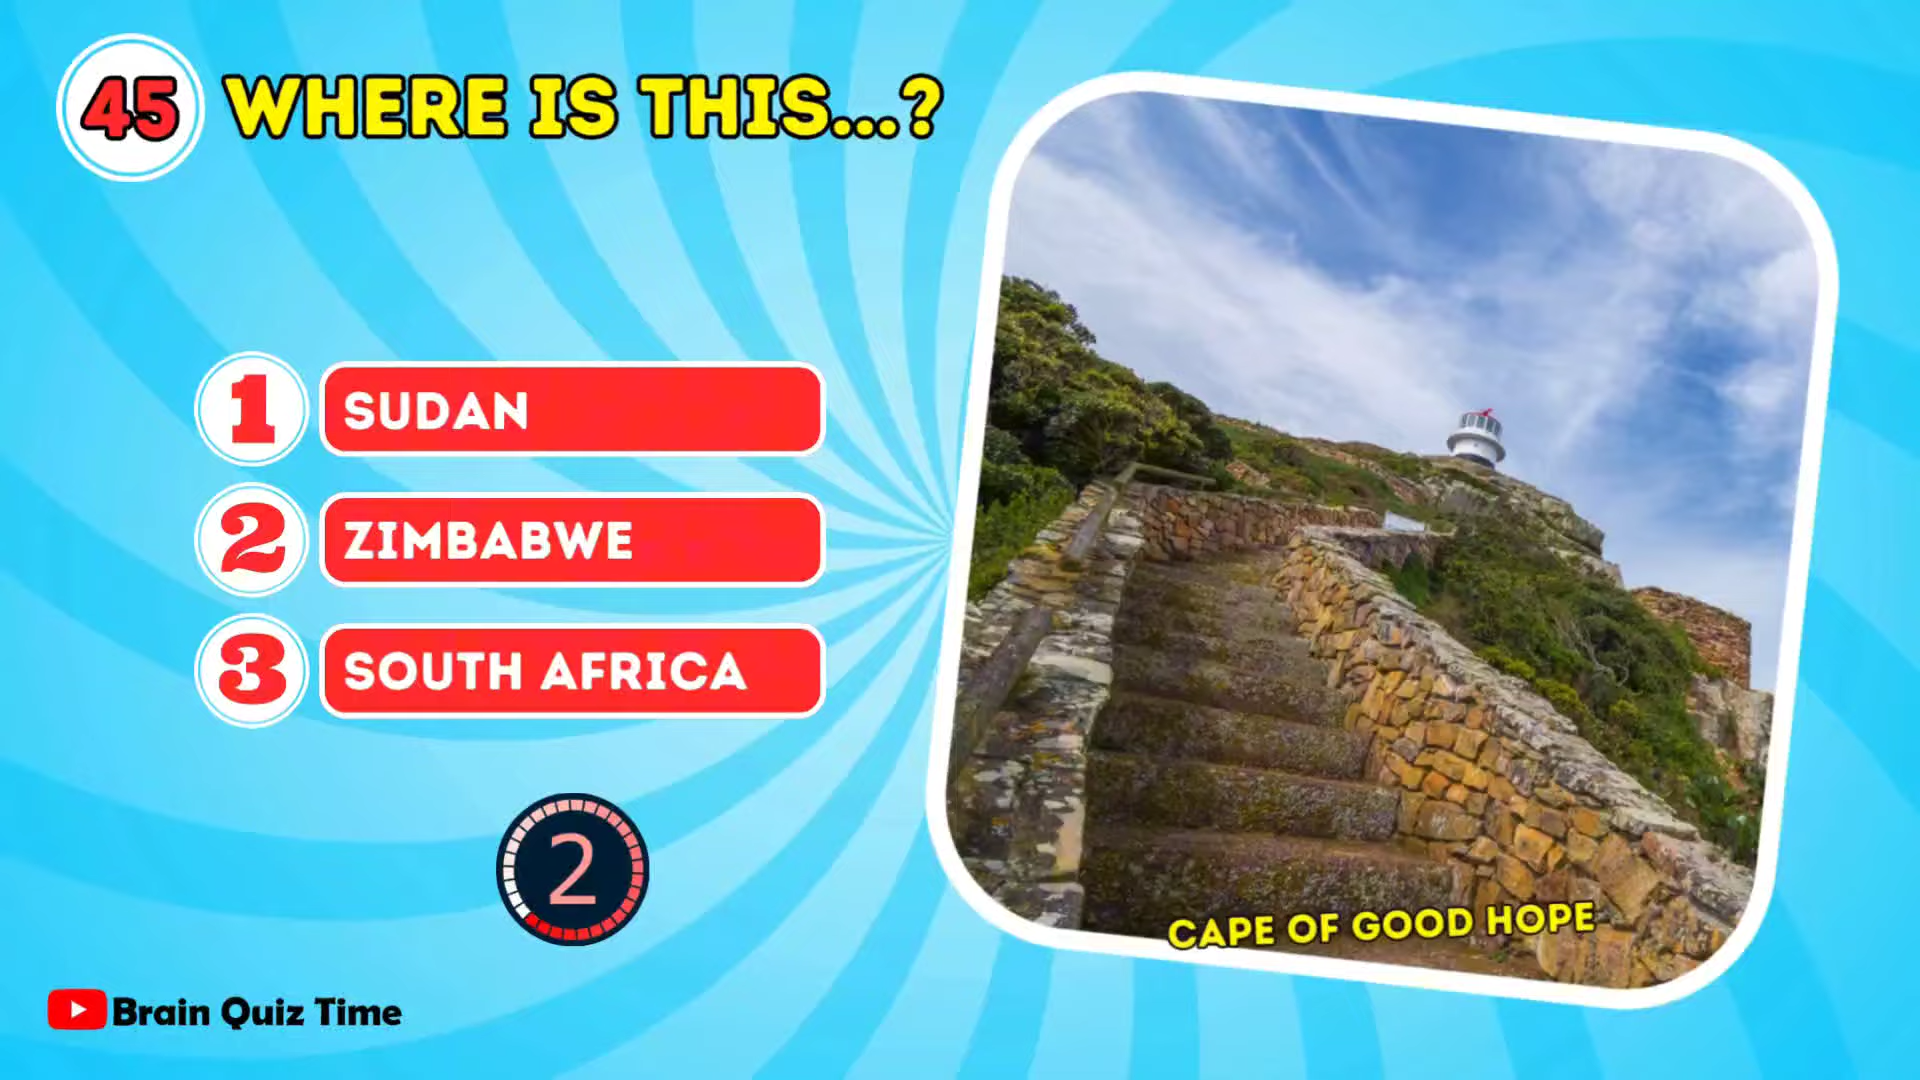 45 WHERE IS THIS...?
1 SUDAN
2 ZIMBABWE
3 SOUTH AFRICA
2
CAPE OF GOOD HOPE
Brain Quiz Time